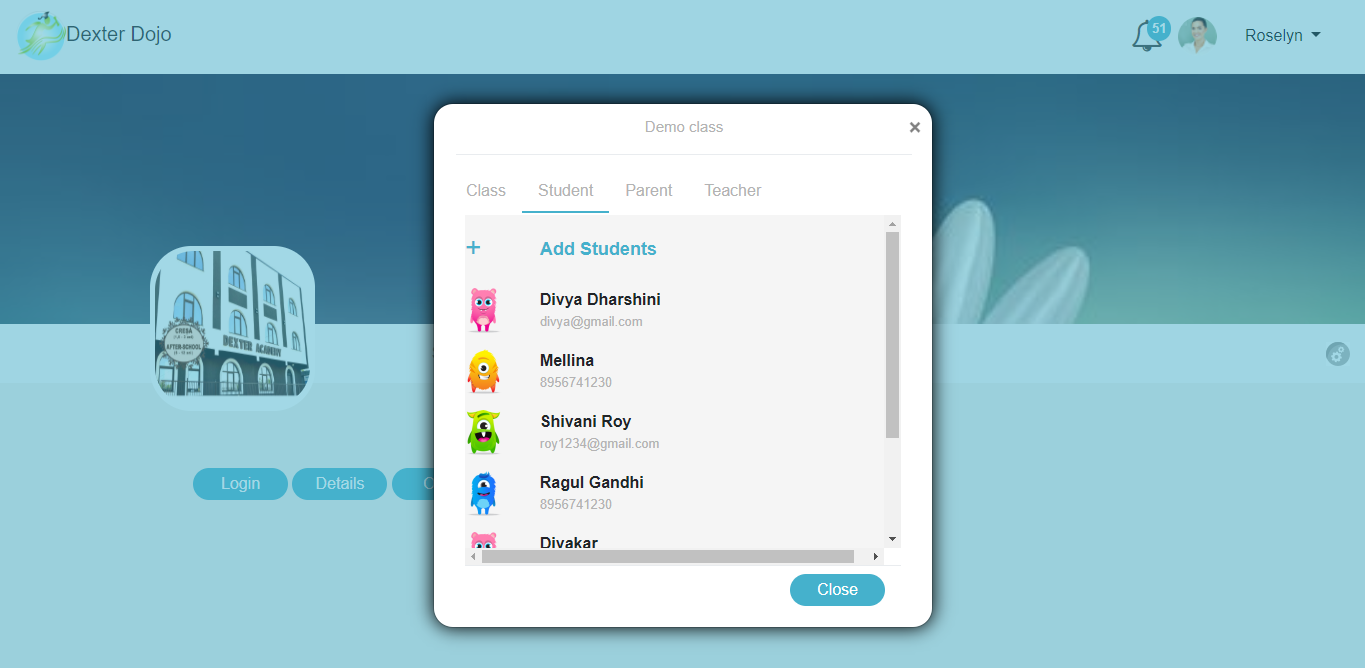 Dexter Dojo
51
Roselyn
Demo class
×
Class Student Parent Teacher
+ Add Students
Divya Dharshini
divya@gmail.com
Mellina
8956741230
Shivani Roy
roy1234@gmail.com
Ragul Gandhi
8956741230
Divakar
CRESA
AFTER-SCHOOL
DEXTER ACADEMY
Login Details
Close